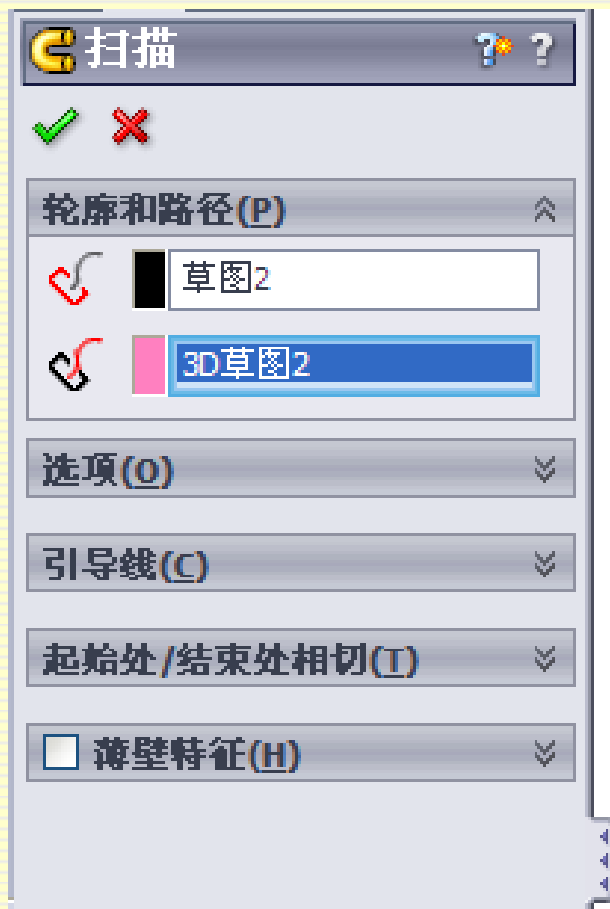 扫描
轮廓和路径(P)
草图2
3D草图2
选项(O)
引导线(C)
起始处/结束处相切(T)
薄壁特征(H)